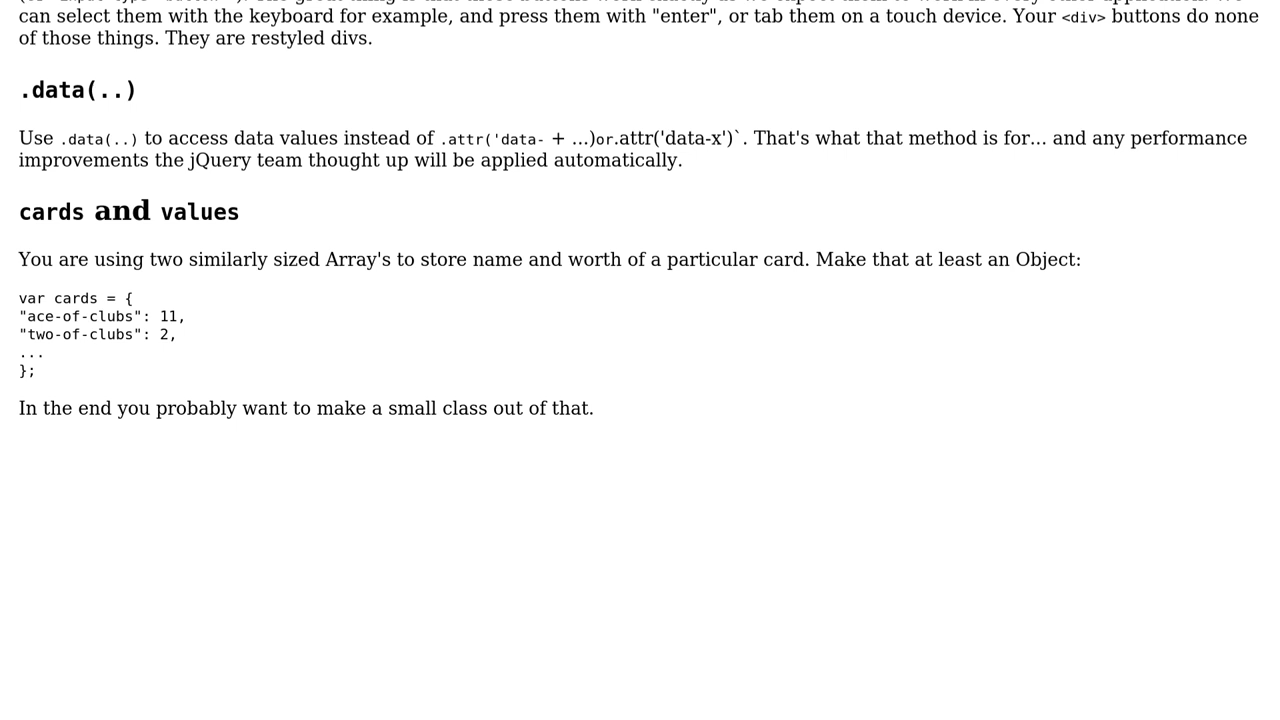 can select them with the keyboard for example, and press them with "enter", or tab them on a touch device. Your <div> buttons do none
of those things. They are restyled divs.
.data(..)
Use .data(..) to access data values instead of .attr('data- + ...)or.attr('data-x')`. That's what that method is for... and any performance
improvements the jQuery team thought up will be applied automatically.
cards and values
You are using two similarly sized Array's to store name and worth of a particular card. Make that at least an Object:
var cards = {
"ace-of-clubs": 11,
"two-of-clubs": 2,
...
};
In the end you probably want to make a small class out of that.